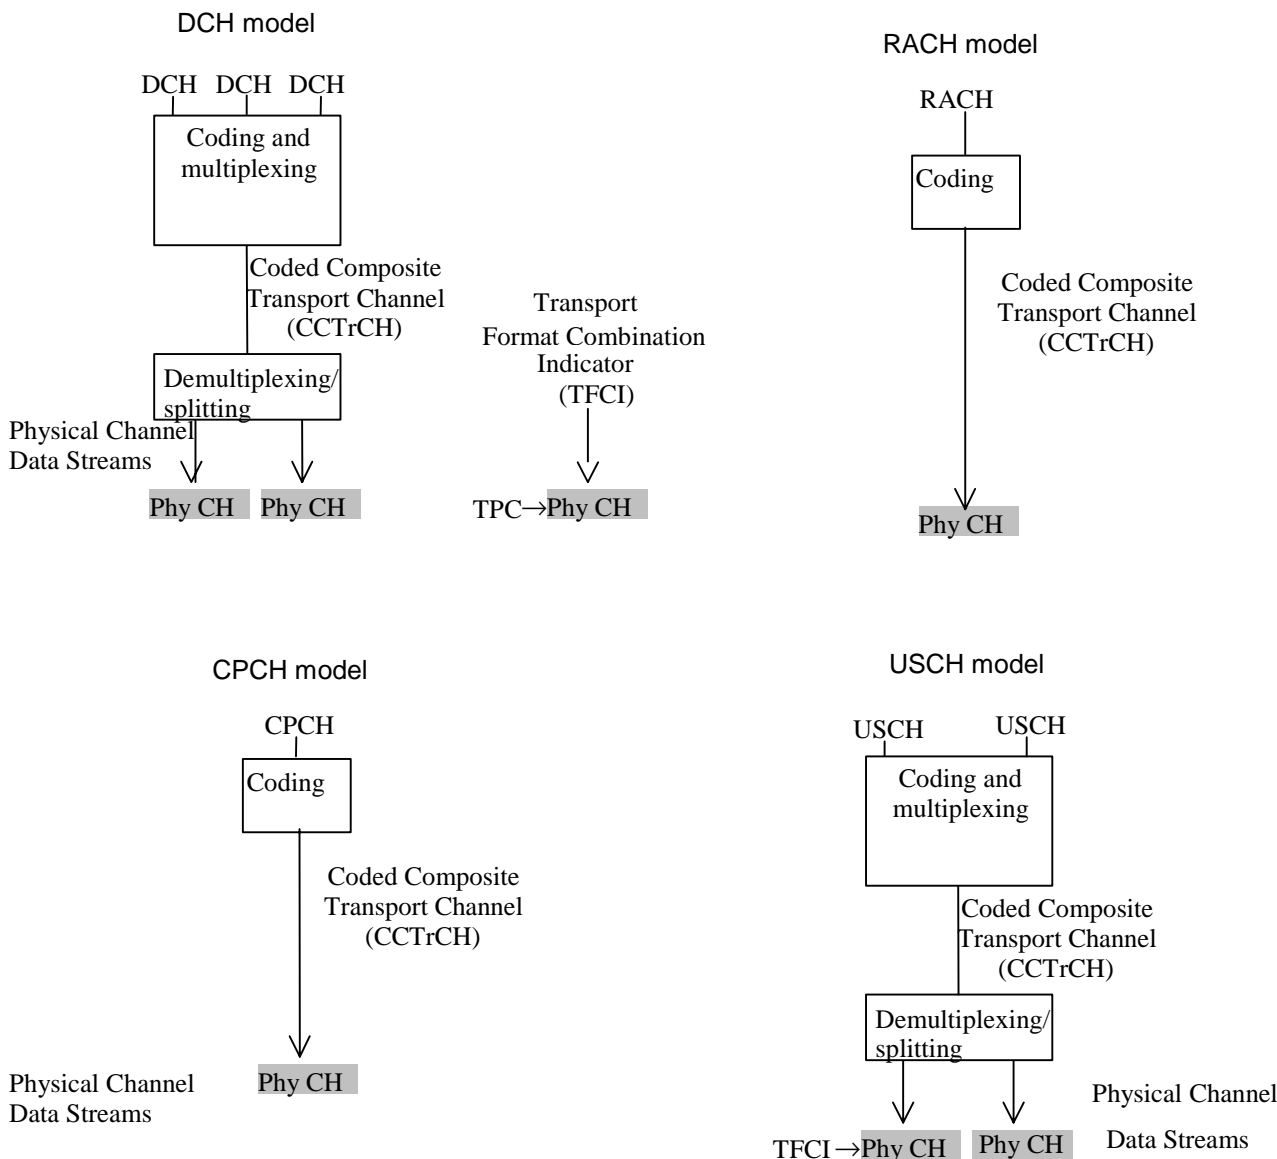 DCH model
DCH DCH DCH
Coding and
multiplexing
Coded Composite
Transport Channel
(CCTrCH)
Demultiplexing/
splitting
Physical Channel
Data Streams
Phy CH Phy CH
Transport
Format Combination
Indicator
(TFCI)
TPC→Phy CH
RACH model
RACH
Coding
Coded Composite
Transport Channel
(CCTrCH)
Phy CH
CPCH model
CPCH
Coding
Coded Composite
Transport Channel
(CCTrCH)
Physical Channel
Data Streams
Phy CH
USCH model
USCH USCH
Coding and
multiplexing
Coded Composite
Transport Channel
(CCTrCH)
Demultiplexing/
splitting
Physical Channel
Data Streams
TFCI→Phy CH Phy CH